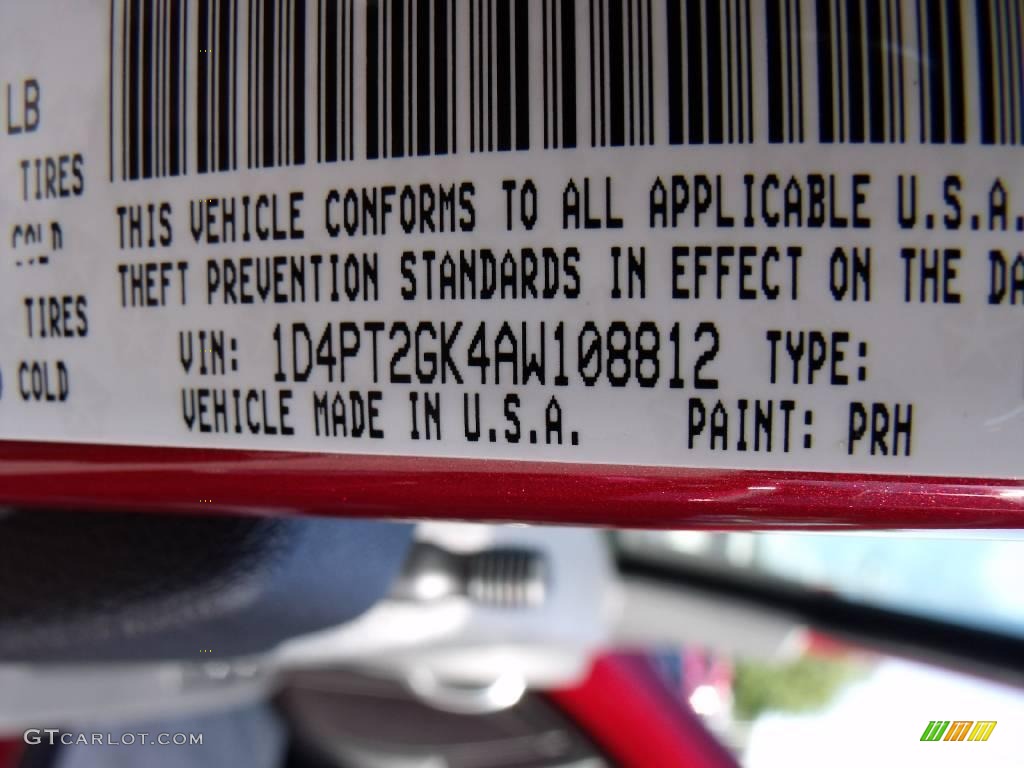 LB
TIRES
COLD
TIRES
COLD
THIS VEHICLE CONFORMS TO ALL APPLICABLE U.S.A.
THEFT PREVENTION STANDARDS IN EFFECT ON THE DA
VIN: 1D4PT2GK4AW108812 TYPE:
VEHICLE MADE IN U.S.A. PAINT: PRH
GTCARLOT.COM